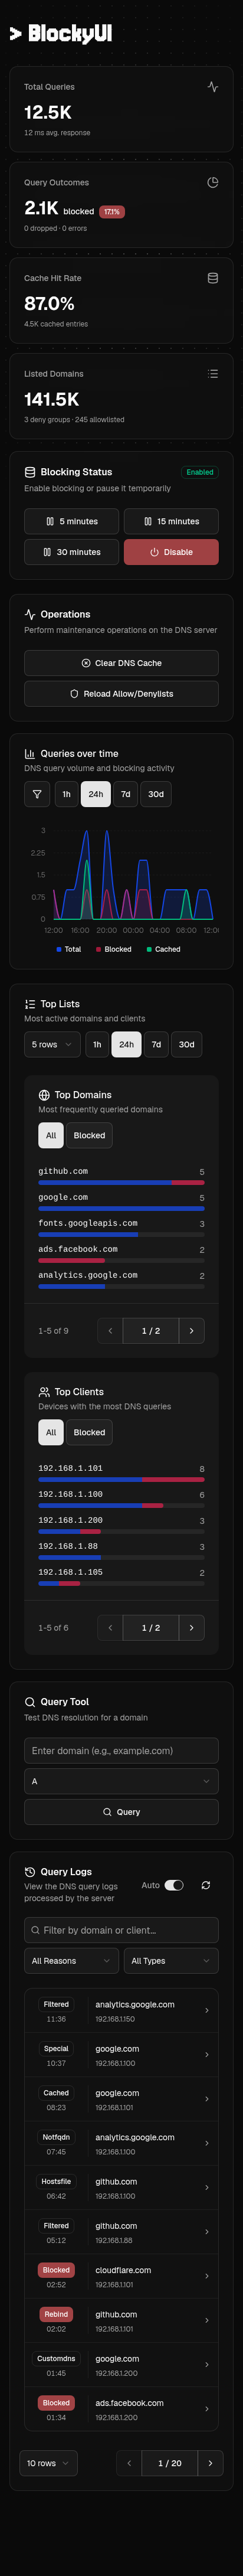 > BlockyUI
Total Queries
12.5K
12 ms avg. response
Query Outcomes
2.1K blocked 17.1%
0 dropped · 0 errors
Cache Hit Rate
87.0%
4.5K cached entries
Listed Domains
141.5K
3 deny groups · 245 allowlisted
Blocking Status Enabled
Enable blocking or pause it temporarily
5 minutes 15 minutes
30 minutes Disable
Operations
Perform maintenance operations on the DNS server
Clear DNS Cache
Reload Allow/Denylists
Queries over time
DNS query volume and blocking activity
1h 24h 7d 30d
3
2.25
1.5
0.75
0
12:00 16:00 20:00 00:00 04:00 08:00 12:0
Total Blocked Cached
Top Lists
Most active domains and clients
5 rows 1h 24h 7d 30d
Top Domains
Most frequently queried domains
All Blocked
github.com 5
google.com 5
fonts.googleapis.com 3
ads.facebook.com 2
analytics.google.com 2
1-5 of 9 1 / 2
Top Clients
Devices with the most DNS queries
All Blocked
192.168.1.101 8
192.168.1.100 6
192.168.1.200 3
192.168.1.88 3
192.168.1.105 2
1-5 of 6 1 / 2
Query Tool
Test DNS resolution for a domain
Enter domain (e.g., example.com)
A
Query
Query Logs
View the DNS query logs Auto
processed by the server
Filter by domain or client...
All Reasons All Types
Filtered analytics.google.com
11:36 192.168.1.150
Special google.com
10:37 192.168.1.100
Cached google.com
08:23 192.168.1.101
Notfqdn analytics.google.com
07:45 192.168.1.100
Hostsfile github.com
06:42 192.168.1.100
Filtered github.com
05:12 192.168.1.88
Blocked cloudflare.com
02:52 192.168.1.101
Rebind github.com
02:02 192.168.1.101
Customdns google.com
01:45 192.168.1.200
Blocked ads.facebook.com
01:34 192.168.1.200
10 rows 1 / 20